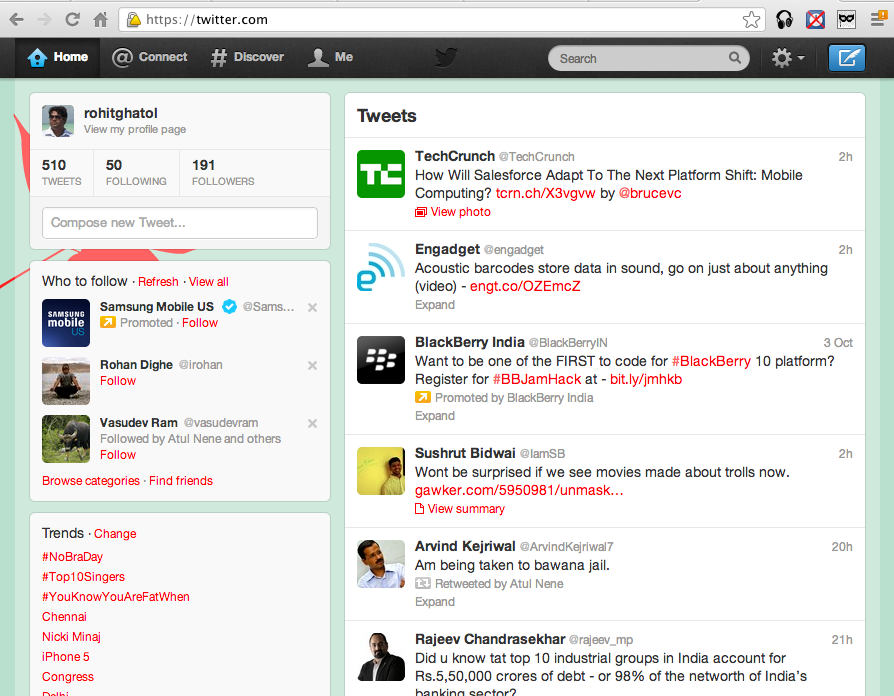 https://twitter.com
Home
@ Connect
# Discover
Me
Search
rohitghatol
View my profile page
510
TWEETS
50
FOLLOWING
191
FOLLOWERS
Compose new Tweet...
Who to follow · Refresh · View all
Samsung Mobile US @Sams...
Promoted · Follow
SAMSUNG
mobile
US
Rohan Dighe @irohan
Follow
Vasudev Ram @vasudevram
Followed by Atul Nene and others
Follow
Browse categories · Find friends
Trends · Change
#NoBraDay
#Top10Singers
#YouKnowYouAreFatWhen
Chennai
Nicki Minaj
iPhone 5
Congress
Delhi
Tweets
TechCrunch @TechCrunch 2h
How Will Salesforce Adapt To The Next Platform Shift: Mobile
Computing? tcrn.ch/X3vgvw by @brucevc
View photo
Engadget @engadget 2h
Acoustic barcodes store data in sound, go on just about anything
(video) - engt.co/OZEmcZ
Expand
BlackBerry India @BlackBerryIN 3 Oct
Want to be one of the FIRST to code for #BlackBerry 10 platform?
Register for #BBJamHack at - bit.ly/jmhkb
Promoted by BlackBerry India
Expand
Sushrut Bidwai @IamSB 2h
Wont be surprised if we see movies made about trolls now.
gawker.com/5950981/unmask…
View summary
Arvind Kejriwal @ArvindKejriwal7 20h
Am being taken to bawana jail.
Retweeted by Atul Nene
Expand
Rajeev Chandrasekhar @rajeev_mp 21h
Did u know tat top 10 industrial groups in India account for
Rs.5,50,000 crores of debt - or 98% of the networth of India's
banking sector?